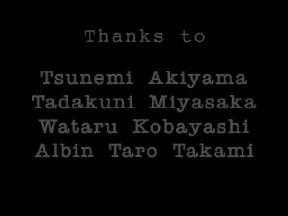 Thanks to
Tsunemi Akiyama
Tadakuni Miyasaka
Wataru Kobayashi
Albin Taro Takami